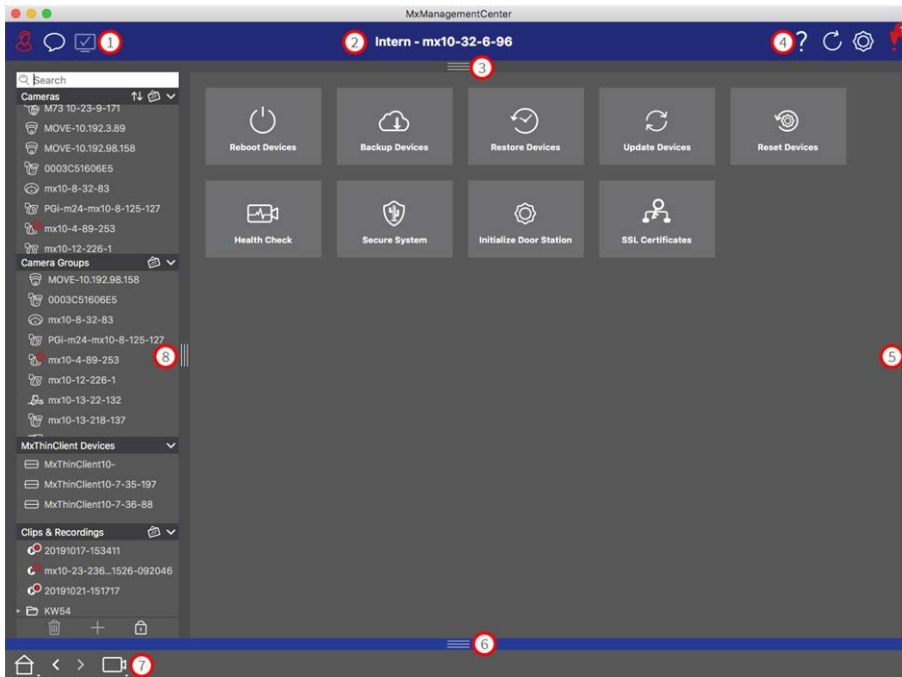 MxManagementCenter
1
2 Intern - mx10-32-6-96
4 ?
3
Search
Cameras
M73 10-23-9-171
MOVE-10.192.3.89
MOVE-10.192.98.158
0003C51606E5
mx10-8-32-83
PGi-m24-mx10-8-125-127
mx10-4-89-253
mx10-12-226-1
Camera Groups
MOVE-10.192.98.158
0003C51606E5
mx10-8-32-83
PGi-m24-mx10-8-125-127
mx10-4-89-253
8
mx10-12-226-1
mx10-13-22-132
mx10-13-218-137
MxThinClient Devices
MxThinClient10-
MxThinClient10-7-35-197
MxThinClient10-7-36-88
Clips & Recordings
20191017-153411
mx10-23-236...1526-092046
20191021-151717
KW54
Reboot Devices
Backup Devices
Restore Devices
Update Devices
Reset Devices
Health Check
Secure System
Initialize Door Station
SSL Certificates
5
6
7